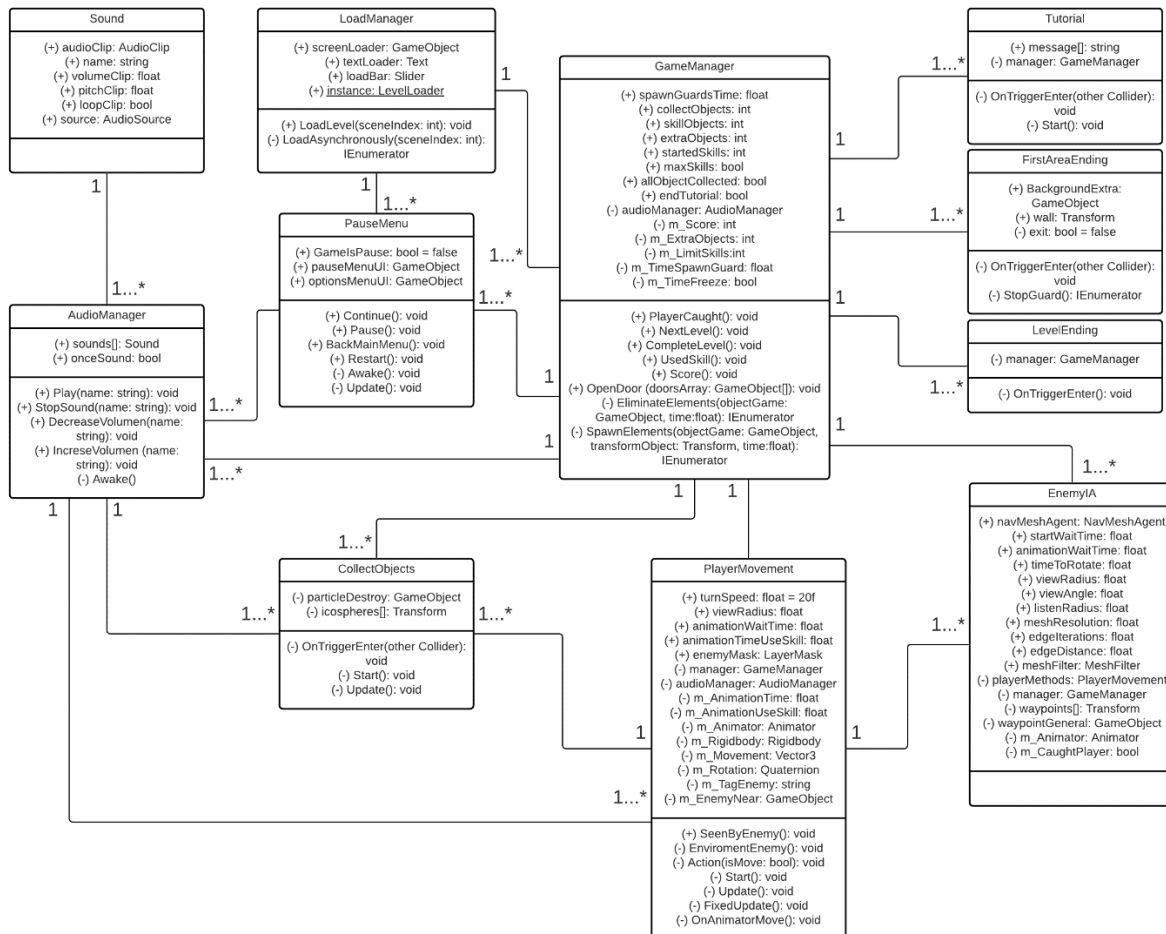 Sound
(+) audioClip: AudioClip
(+) name: string
(+) volumeClip: float
(+) pitchClip: float
(+) loopClip: bool
(+) source: AudioSource
1
1...*
LoadManager
(+) screenLoader: GameObject
(+) textLoader: Text
(+) loadBar: Slider
(+) instance: LevelLoader
(+) LoadLevel(sceneIndex: int): void
(-) LoadAsynchronously(sceneIndex: int):
IEnumerator
1
1
1...*
PauseMenu
(+) GameIsPause: bool = false
(+) pauseMenuUI: GameObject
(+) optionsMenuUI: GameObject
(+) Continue(): void
(+) Pause(): void
(+) BackMainMenu(): void
(+) Restart(): void
(-) Awake(): void
(-) Update(): void
1...*
1
AudioManager
(+) sounds[]: Sound
(+) onceSound: bool
(+) Play(name: string): void
(+) StopSound(name: string): void
(+) DecreaseVolumen(name:
string): void
(+) IncreseVolumen (name:
string): void
(-) Awake()
1
1...*
1...*
1
1
1
GameManager
(+) spawnGuardsTime: float
(+) collectObjects: int
(+) skillObjects: int
(+) extraObjects: int
(+) startedSkills: int
(+) maxSkills: bool
(+) allObjectCollected: bool
(+) endTutorial: bool
(-) audioManager: AudioManager
(-) m_Score: int
(-) m_ExtraObjects: int
(-) m_LimitSkills:int
(-) m_TimeSpawnGuard: float
(-) m_TimeFreeze: bool
(+) PlayerCaught(): void
(+) NextLevel(): void
(+) CompleteLevel(): void
(+) UsedSkill(): void
(+) Score(): void
(+) OpenDoor (doorsArray: GameObject[]): void
(-) EliminateElements(objectGame:
GameObject, time:float): IEnumerator
(-) SpawnElements(objectGame: GameObject,
transformObject: Transform, time:float):
IEnumerator
1
1
1
1
1
1
1
Tutorial
(+) message[]: string
(-) manager: GameManager
(-) OnTriggerEnter(other Collider):
void
(-) Start(): void
1...*
FirstAreaEnding
(+) BackgroundExtra:
GameObject
(+) wall: Transform
(-) exit: bool = false
(-) OnTriggerEnter(other Collider):
void
(-) StopGuard(): IEnumerator
1...*
LevelEnding
(-) manager: GameManager
(-) OnTriggerEnter(): void
1...*
1...*
EnemyIA
(+) navMeshAgent: NavMeshAgent
(+) startWaitTime: float
(+) animationWaitTime: float
(+) timeToRotate: float
(+) viewRadius: float
(+) viewAngle: float
(+) listenRadius: float
(+) meshResolution: float
(+) edgeIterations: float
(+) edgeDistance: float
(+) meshFilter: MeshFilter
(-) playerMethods: PlayerMovement
(-) manager: GameManager
(-) waypoints[]: Transform
(-) waypointGeneral: GameObject
(-) m_Animator: Animator
(-) m_CaughtPlayer: bool
1...*
1...*
CollectObjects
(-) particleDestroy: GameObject
(-) icospheres[]: Transform
(-) OnTriggerEnter(other Collider):
void
(-) Start(): void
(-) Update(): void
1...*
1...*
PlayerMovement
(+) turnSpeed: float = 20f
(+) viewRadius: float
(+) animationWaitTime: float
(+) animationTimeUseSkill: float
(+) enemyMask: LayerMask
(-) manager: GameManager
(-) audioManager: AudioManager
(-) m_AnimationTime: float
(-) m_AnimationUseSkill: float
(-) m_Animator: Animator
(-) m_Rigidbody: Rigidbody
(-) m_Movement: Vector3
(-) m_Rotation: Quaternion
(-) m_TagEnemy: string
(-) m_EnemyNear: GameObject
(+) SeenByEnemy(): void
(-) EnviromentEnemy(): void
(-) Action(isMove: bool): void
(-) Start(): void
(-) Update(): void
(-) FixedUpdate(): void
(-) OnAnimatorMove(): void
1
1
1...*